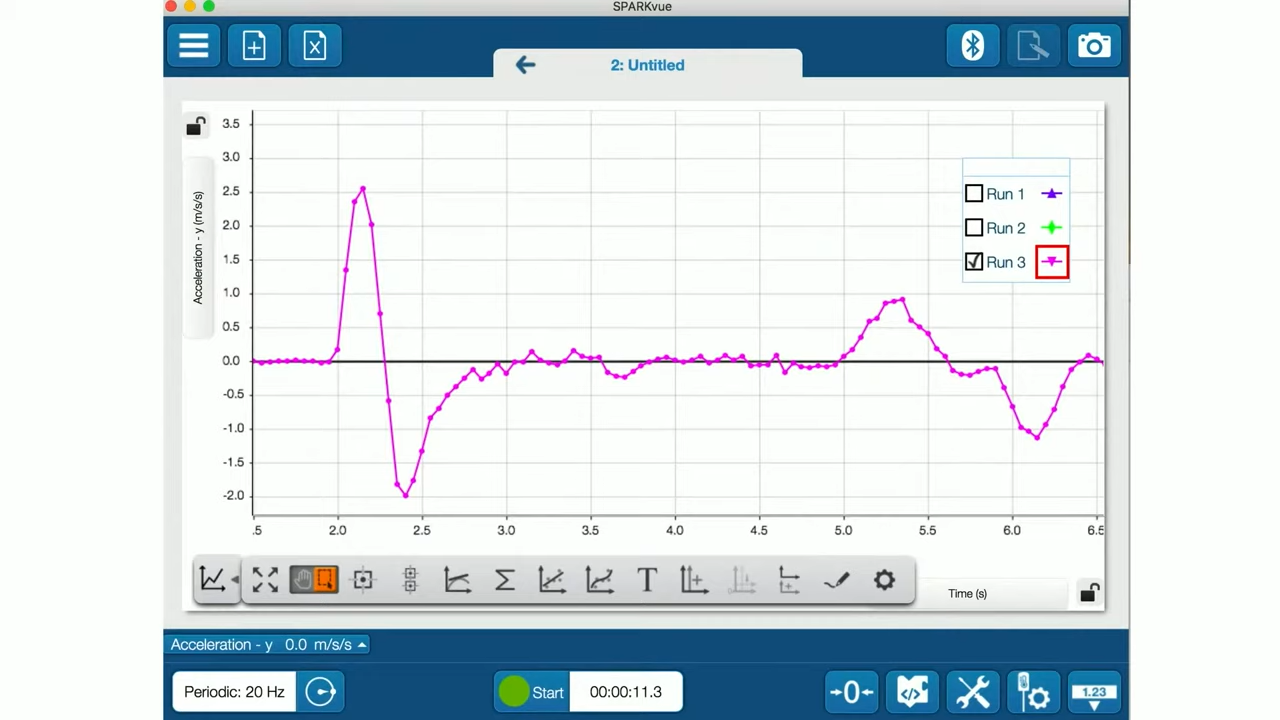 SPARKvue
2: Untitled
3.5
3.0
2.5
2.0
1.5
1.0
0.5
0.0
-0.5
-1.0
-1.5
-2.0
Acceleration - y (m/s/s)
Run 1
Run 2
Run 3
.5 2.0 2.5 3.0 3.5 4.0 4.5 5.0 5.5 6.0 6.5
Σ T
Time (s)
Acceleration - y 0.0 m/s/s
Periodic: 20 Hz
Start 00:00:11.3
→0←
1.23